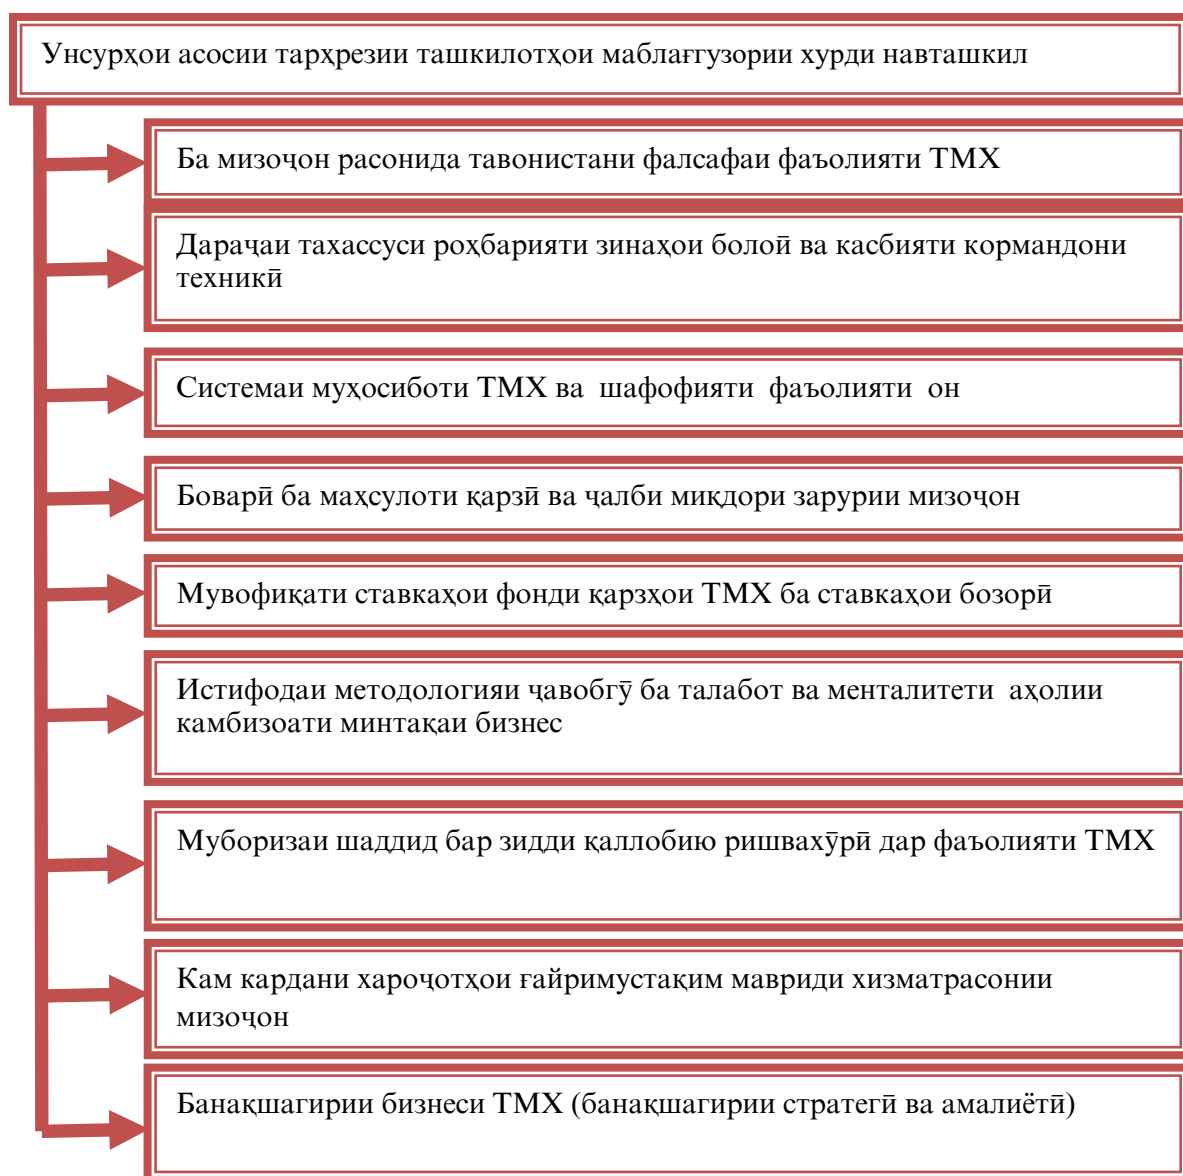 Унсурҳои асосии тарҳрезии ташкилотҳои маблағгузории хурди навташкил
Ба мизоҷон расонида тавонистани фалсафаи фаъолияти ТМХ
Дараҷаи тахассуси роҳбарияти зинаҳои болоӣ ва касбияти кормандони
техникӣ
Системаи муҳосиботи ТМХ ва шафофияти фаъолияти он
Боварӣ ба маҳсулоти қарзӣ ва ҷалби миқдори зарурии мизоҷон
Мувофиқати ставкаҳои фонди қарзҳои ТМХ ба ставкаҳои бозорӣ
Истифодаи методологияи ҷавобгӯ ба талабот ва менталитети аҳолии
камбизоати минтақаи бизнес
Муборизаи шаддид бар зидди қаллобию ришвахӯрӣ дар фаъолияти ТМХ
Кам кардани хароҷотҳои ғайримустақим мавриди хизматрасонии
мизоҷон
Банақшагирии бизнеси ТМХ (банақшагирии стратегӣ ва амалиётӣ)